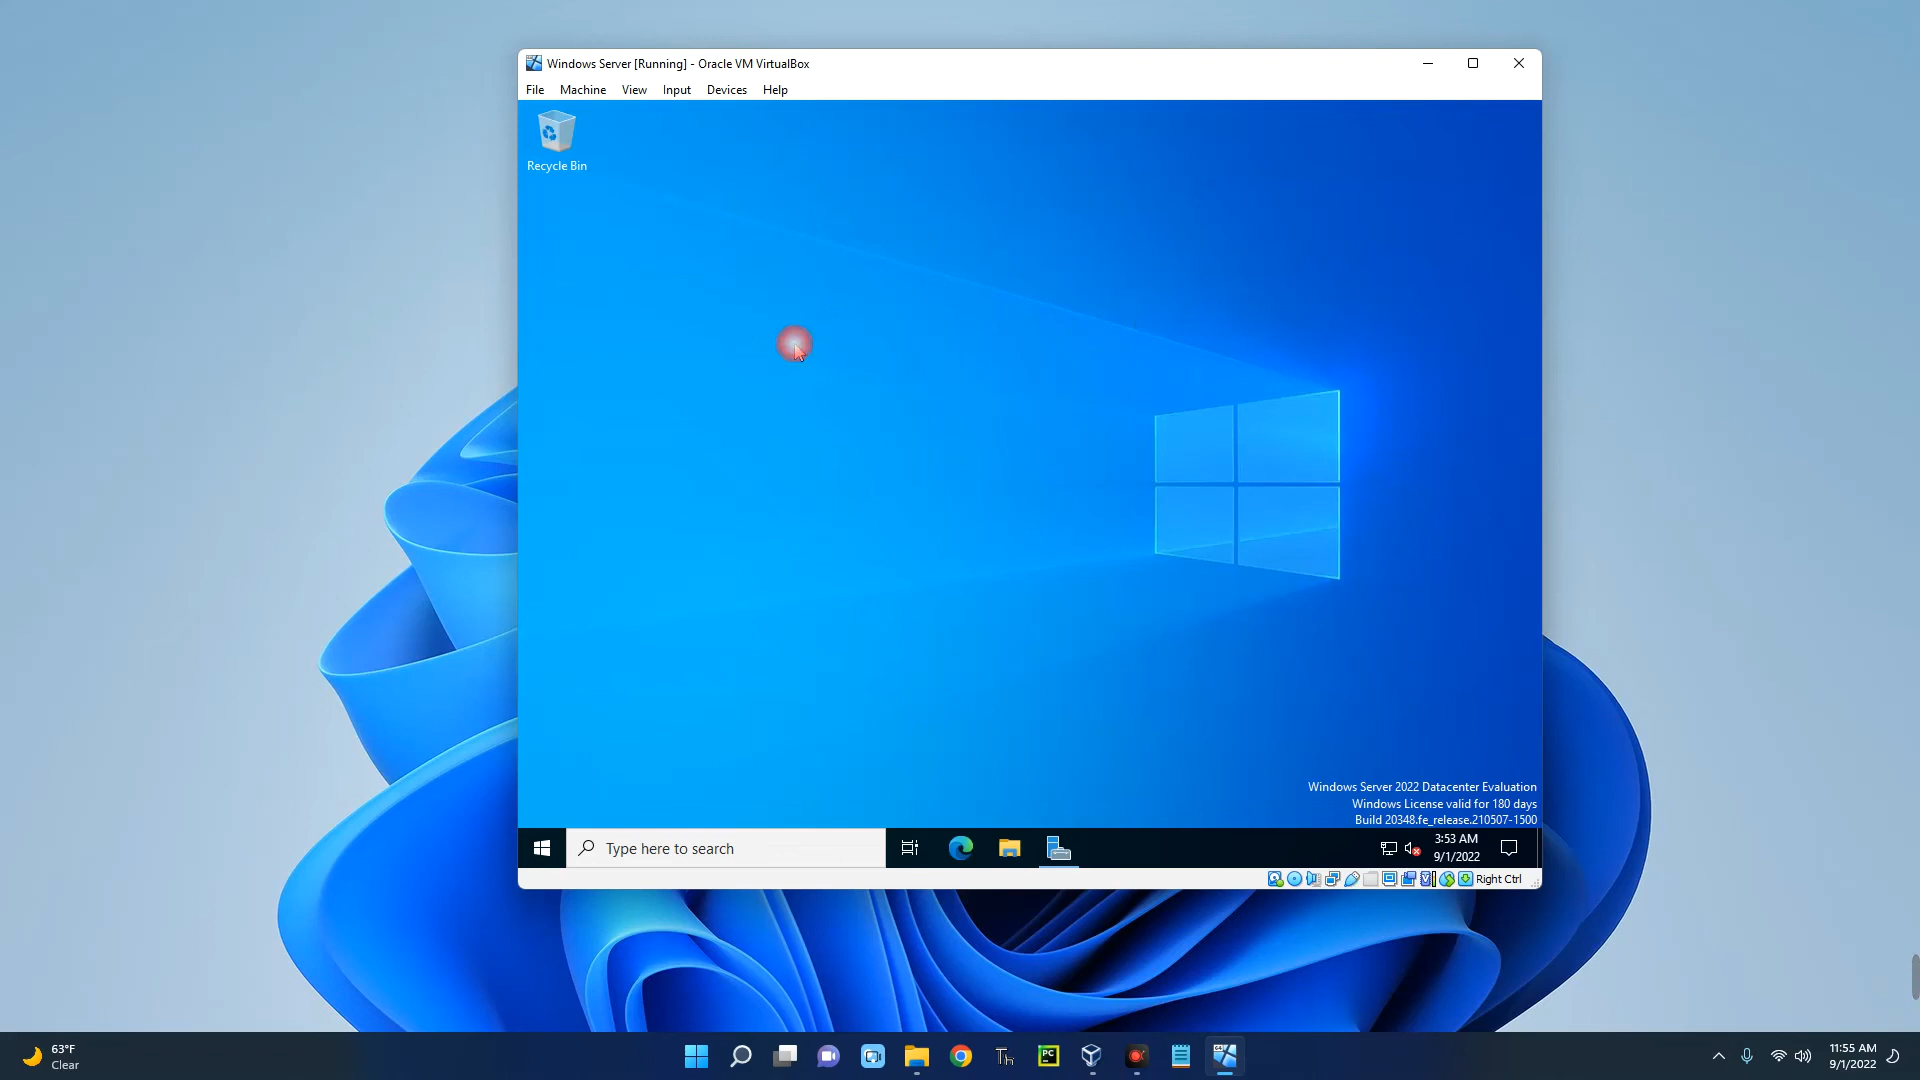 Windows Server [Running] - Oracle VM VirtualBox
File Machine View Input Devices Help
Recycle Bin
Windows Server 2022 Datacenter Evaluation
Windows License valid for 180 days
Build 20348.fe_release.210507-1500
Type here to search
3:53 AM
9/1/2022
Right Ctrl
63°F
Clear
Th
PC
11:55 AM
9/1/2022